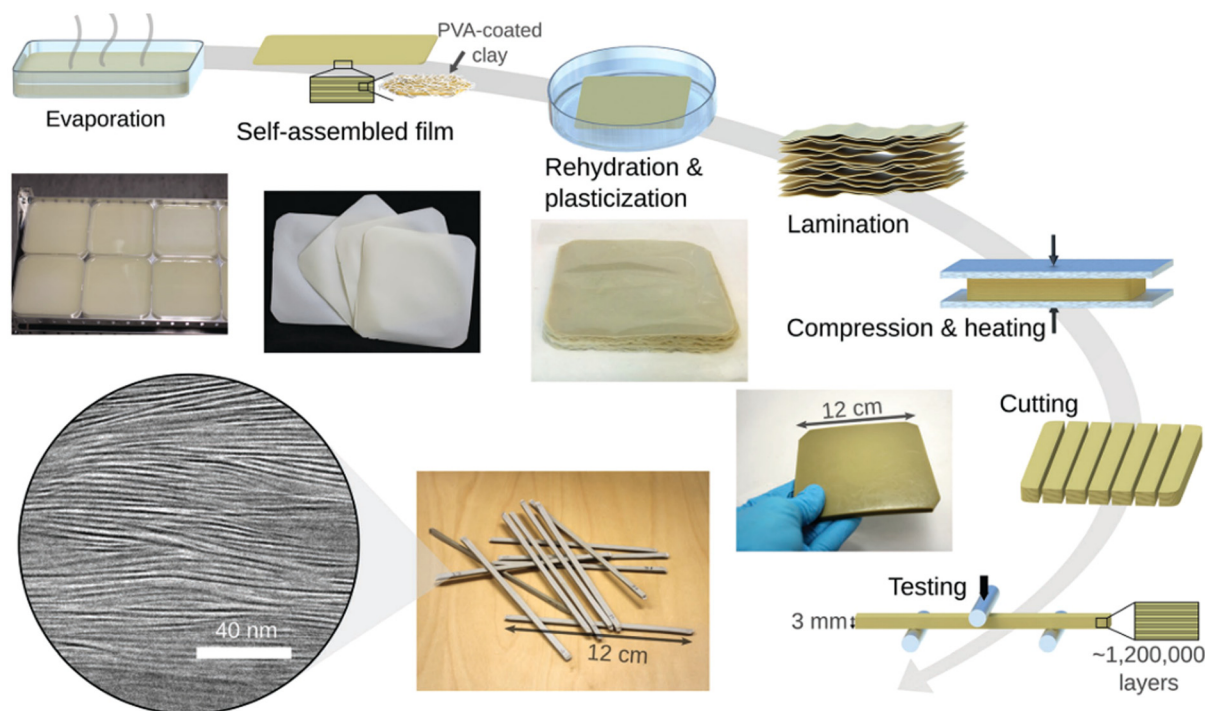 PVA-coated
clay
Evaporation
Self-assembled film
Rehydration &
plasticization
Lamination
Compression & heating
12 cm
Cutting
Testing
3 mm
~1,200,000
layers
40 nm
12 cm